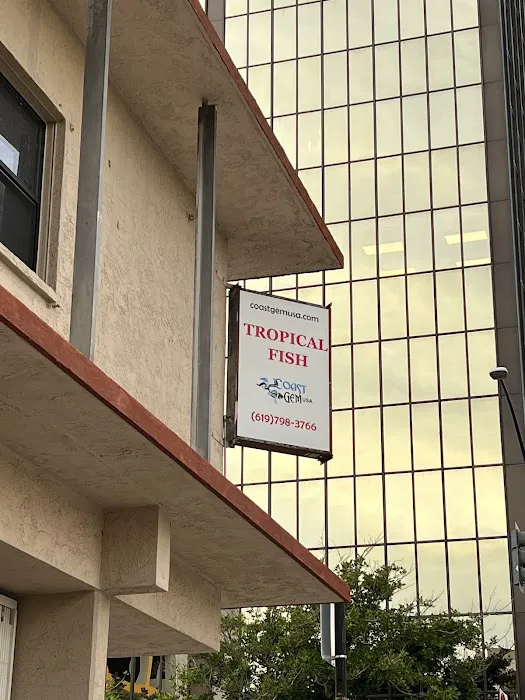 coastgemusa.com
TROPICAL
FISH
COAST
GEM USA
(619)798-3766